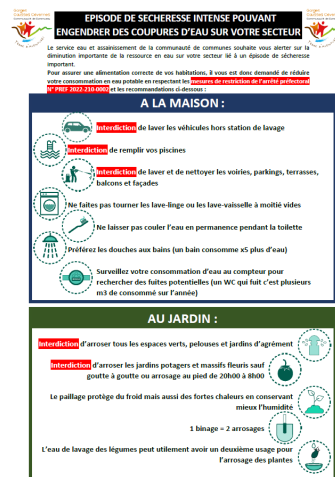 EPISODE DE SECHERESSE INTENSE POUVANT
ENGENDRER DES COUPURES D'EAU SUR VOTRE SECTEUR
Le service eau et assainissement de la communauté de communes souhaite vous alerter sur la
diminution importante de la ressource en eau sur votre secteur lié à un épisode de sécheresse
important.
Pour assurer une alimentation correcte de vos habitations, il vous est donc demandé de réduire
votre consommation en eau potable en respectant les mesures de restriction de l'arrêté préfectoral
N° PREF 2022-210-0002 et les recommandations ci-dessous :
A LA MAISON :
Interdiction de laver les véhicules hors station de lavage
Interdiction de remplir vos piscines
Interdiction de laver et de nettoyer les voiries, parkings, terrasses,
balcons et façades
Ne faites pas tourner les lave-linge ou les lave-vaisselle à moitié vides
Ne laisser pas couler l'eau en permanence pendant la toilette
Préférez les douches aux bains (un bain consomme x5 plus d'eau)
Surveillez votre consommation d'eau au compteur pour
rechercher des fuites potentielles (un WC qui fuit c'est plusieurs
m3 de consommé sur l'année)
AU JARDIN :
Interdiction d'arroser tous les espaces verts, pelouses et jardins d'agrément
Interdiction d'arroser les jardins potagers et massifs fleuris sauf
goutte à goutte ou arrosage au pied de 20h00 à 8h00
Le paillage protège du froid mais aussi des fortes chaleurs en conservant
mieux l'humidité
1 binage = 2 arrosages
L'eau de lavage des légumes peut utilement avoir un deuxième usage pour
l'arrosage des plantes